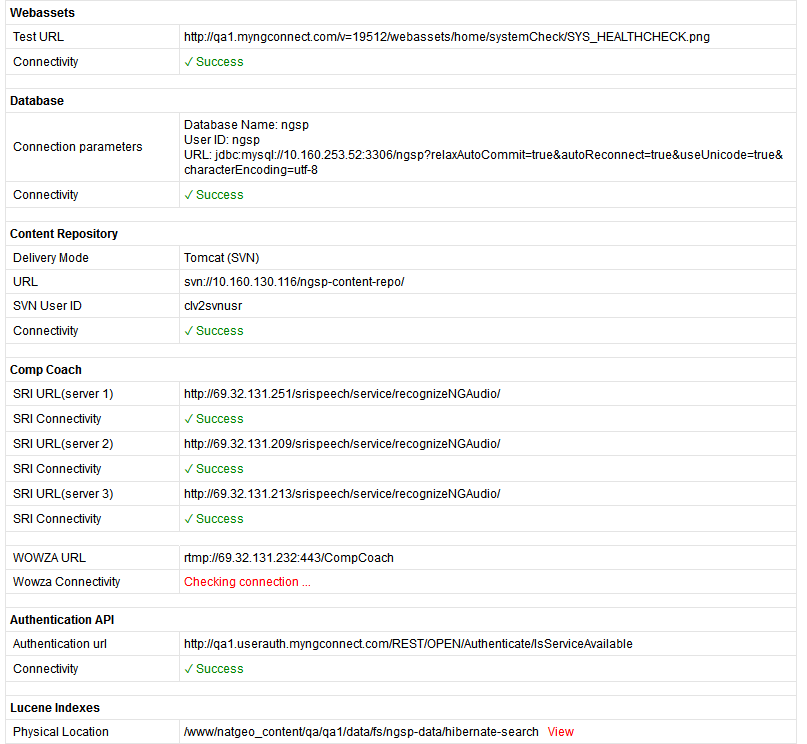 Webassets
Test URL http://qa1.myngconnect.com/v=19512/webassets/home/systemCheck/SYS_HEALTHCHECK.png
Connectivity ✓ Success
Database
Connection parameters
Database Name: ngsp
User ID: ngsp
URL: jdbc:mysql://10.160.253.52:3306/ngsp?relaxAutoCommit=true&autoReconnect=true&useUnicode=true&
characterEncoding=utf-8
Connectivity ✓ Success
Content Repository
Delivery Mode Tomcat (SVN)
URL svn://10.160.130.116/ngsp-content-repo/
SVN User ID clv2svnusr
Connectivity ✓ Success
Comp Coach
SRI URL(server 1) http://69.32.131.251/srispeech/service/recognizeNGAudio/
SRI Connectivity ✓ Success
SRI URL(server 2) http://69.32.131.209/srispeech/service/recognizeNGAudio/
SRI Connectivity ✓ Success
SRI URL(server 3) http://69.32.131.213/srispeech/service/recognizeNGAudio/
SRI Connectivity ✓ Success
WOWZA URL rtmp://69.32.131.232:443/CompCoach
Wowza Connectivity Checking connection ...
Authentication API
Authentication url http://qa1.userauth.myngconnect.com/REST/OPEN/Authenticate/IsServiceAvailable
Connectivity ✓ Success
Lucene Indexes
Physical Location /www/natgeo_content/qa/qa1/data/fs/ngsp-data/hibernate-search View